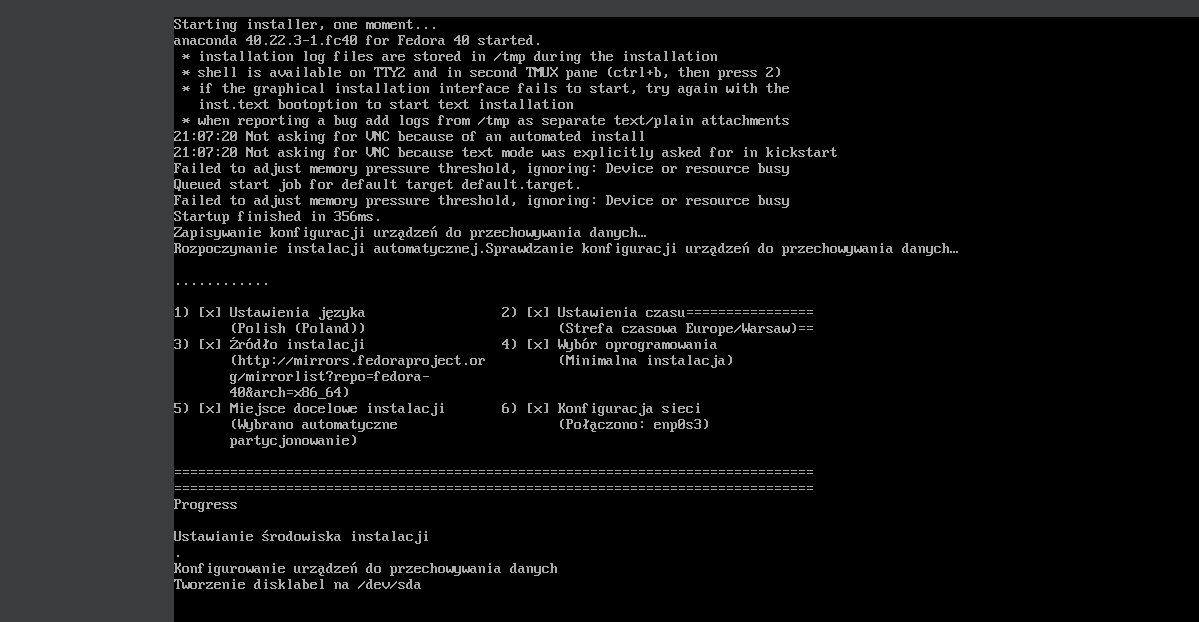 Starting installer, one moment...
anaconda 40.22.3-1.fc40 for Fedora 40 started.
 * installation log files are stored in /tmp during the installation
 * shell is available on TTY2 and in second TMUX pane (ctrl+b, then press 2)
 * if the graphical installation interface fails to start, try again with the
   inst.text bootoption to start text installation
 * when reporting a bug add logs from /tmp as separate text/plain attachments
21:07:20 Not asking for VNC because of an automated install
21:07:20 Not asking for VNC because text mode was explicitly asked for in kickstart
Failed to adjust memory pressure threshold, ignoring: Device or resource busy
Queued start job for default target default.target.
Failed to adjust memory pressure threshold, ignoring: Device or resource busy
Startup finished in 356ms.
Zapisywanie konfiguracji urządzeń do przechowywania danych…
Rozpoczynanie instalacji automatycznej.Sprawdzanie konfiguracji urządzeń do przechowywania danych…
............
1) [x] Ustawienia języka                 2) [x] Ustawienia czasu================
       (Polish (Poland))                        (Strefa czasowa Europe/Warsaw)==
3) [x] Źródło instalacji                 4) [x] Wybór oprogramowania
       (http://mirrors.fedoraproject.or         (Minimalna instalacja)
       g/mirrorlist?repo=fedora-
       40&arch=x86_64)
5) [x] Miejsce docelowe instalacji       6) [x] Konfiguracja sieci
       (Wybrano automatyczne                    (Połączono: enp0s3)
       partycjonowanie)
================================================================================
================================================================================
Progress
Ustawianie środowiska instalacji
.
Konfigurowanie urządzeń do przechowywania danych
Tworzenie disklabel na /dev/sda